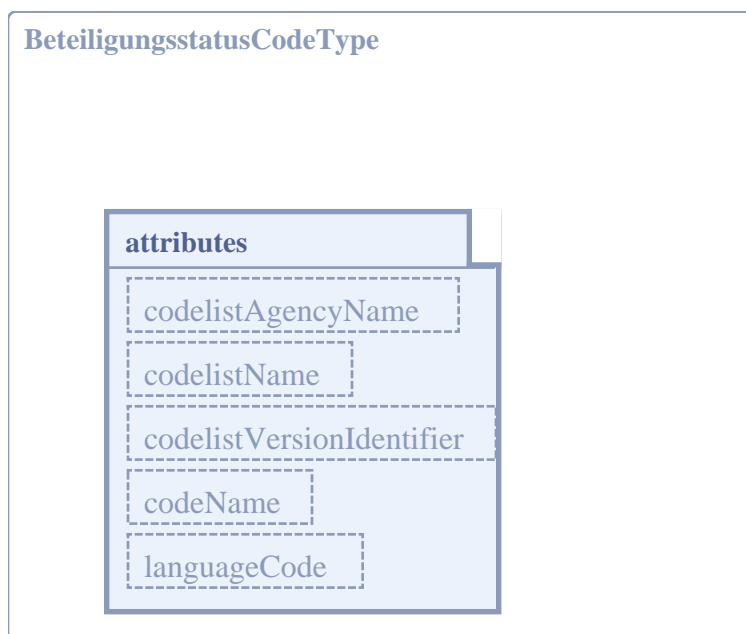 BeteiligungsstatusCodeType
attributes
codelistAgencyName
codelistName
codelistVersionIdentifier
codeName
languageCode